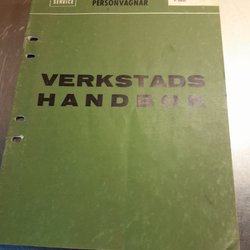 SERVICE
PERSONVAGNAR
VERKSTADS
HANDBOK